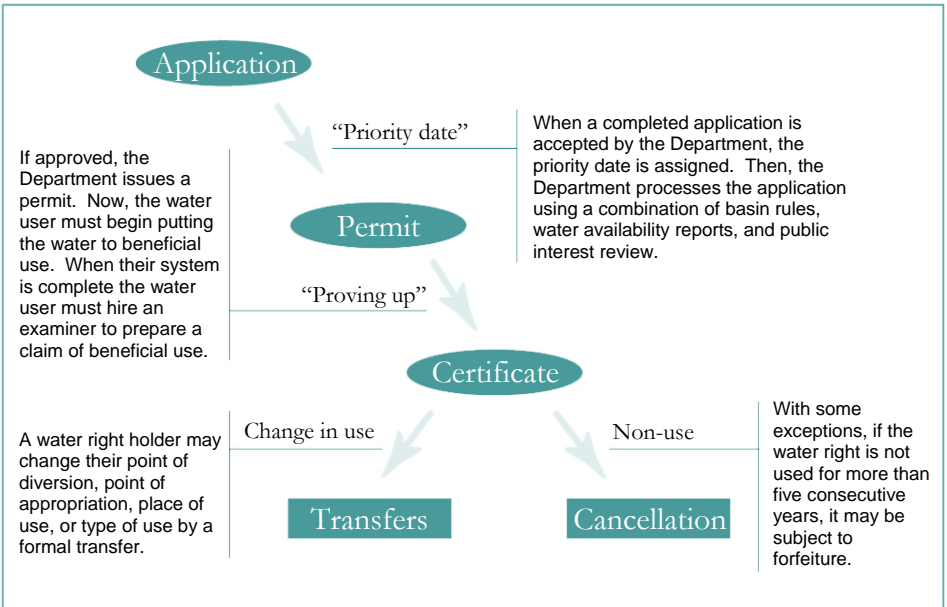 Application
“Priority date”
When a completed application is
accepted by the Department, the
priority date is assigned.  Then, the
Department processes the application
using a combination of basin rules,
water availability reports, and public
interest review.
If approved, the
Department issues a
permit.  Now, the water
user must begin putting
the water to beneficial
use.  When their system
is complete the water
user must hire an
examiner to prepare a
claim of beneficial use.
Permit
“Proving up”
Certificate
Change in use
A water right holder may
change their point of
diversion, point of
appropriation, place of
use, or type of use by a
formal transfer.
Transfers
Non-use
With some
exceptions, if the
water right is not
used for more than
five consecutive
years, it may be
subject to
forfeiture.
Cancellation